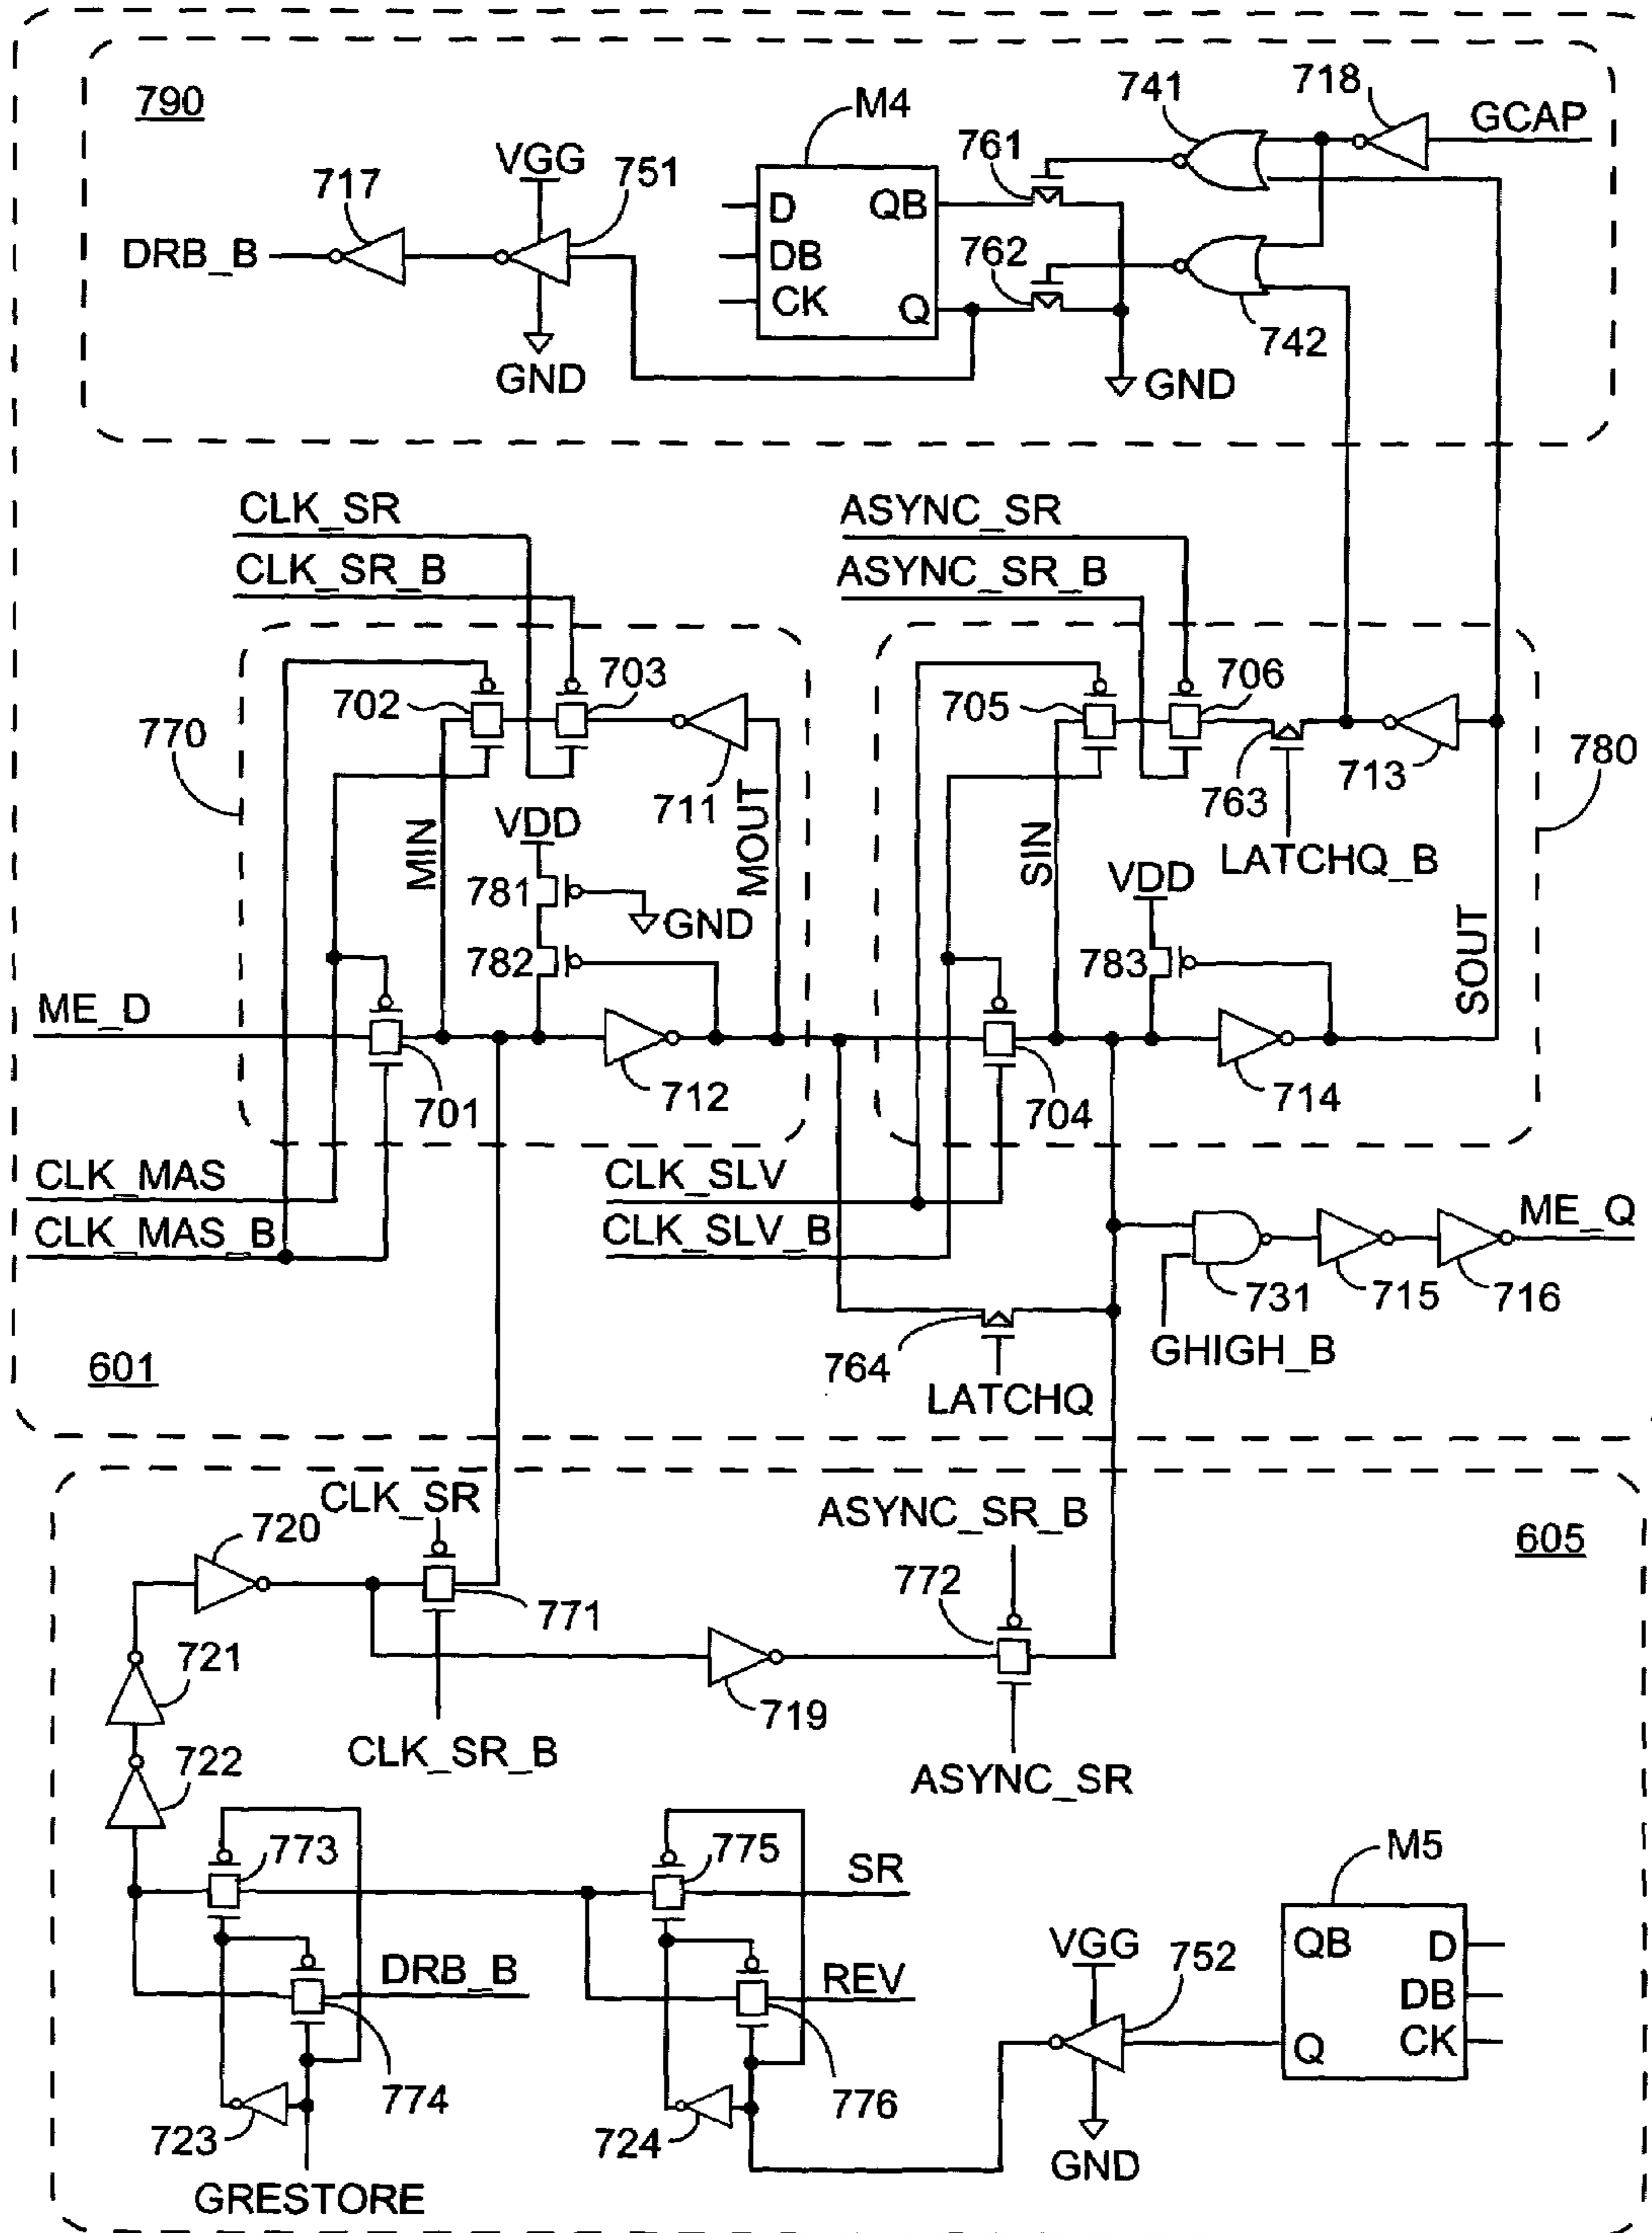 790
M4
741
718
GCAP
717
VGG
751
761
D
QB
DRB_B
DB
762
CK
Q
742
GND
GND
CLK_SR
CLK_SR_B
ASYNC_SR
ASYNC_SR_B
702
703
705
706
770
780
711
763
713
MIN
VDD
MOUT
SIN
LATCHQ_B
781
GND
VDD
782
783
SOUT
ME_D
701
712
704
714
CLK_MAS
CLK_MAS_B
CLK_SLV
CLK_SLV_B
ME_Q
731
715
716
GHIGH_B
764
LATCHQ
601
CLK_SR
ASYNC_SR_B
605
720
771
772
721
719
CLK_SR_B
ASYNC_SR
722
773
775
SR
M5
DRB_B
REV
VGG
752
QB
D
DB
Q
CK
774
776
723
724
GND
GRESTORE